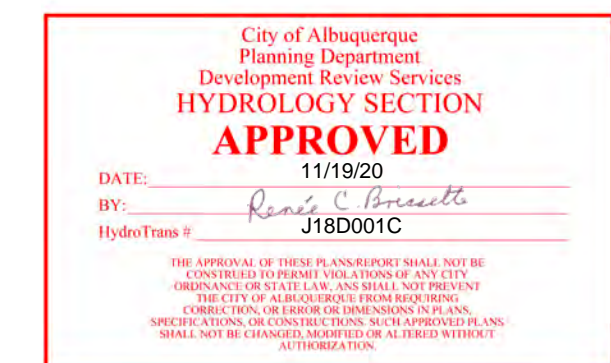 City of Albuquerque
Planning Department
Development Review Services
HYDROLOGY SECTION
APPROVED
DATE: 11/19/20
BY: Renée C. Brissette
HydroTrans # J18D001C
THE APPROVAL OF THESE PLANS/REPORT SHALL NOT BE
CONSTRUED TO PERMIT VIOLATIONS OF ANY CITY
ORDINANCE OR STATE LAW, ANS SHALL NOT PREVENT
THE CITY OF ALBUQUERQUE FROM REQUIRING
CORRECTION, OR ERROR OR DIMENSIONS IN PLANS,
SPECIFICATIONS, OR CONSTRUCTIONS. SUCH APPROVED PLANS
SHALL NOT BE CHANGED, MODIFIED OR ALTERED WITHOUT
AUTHORIZATION.